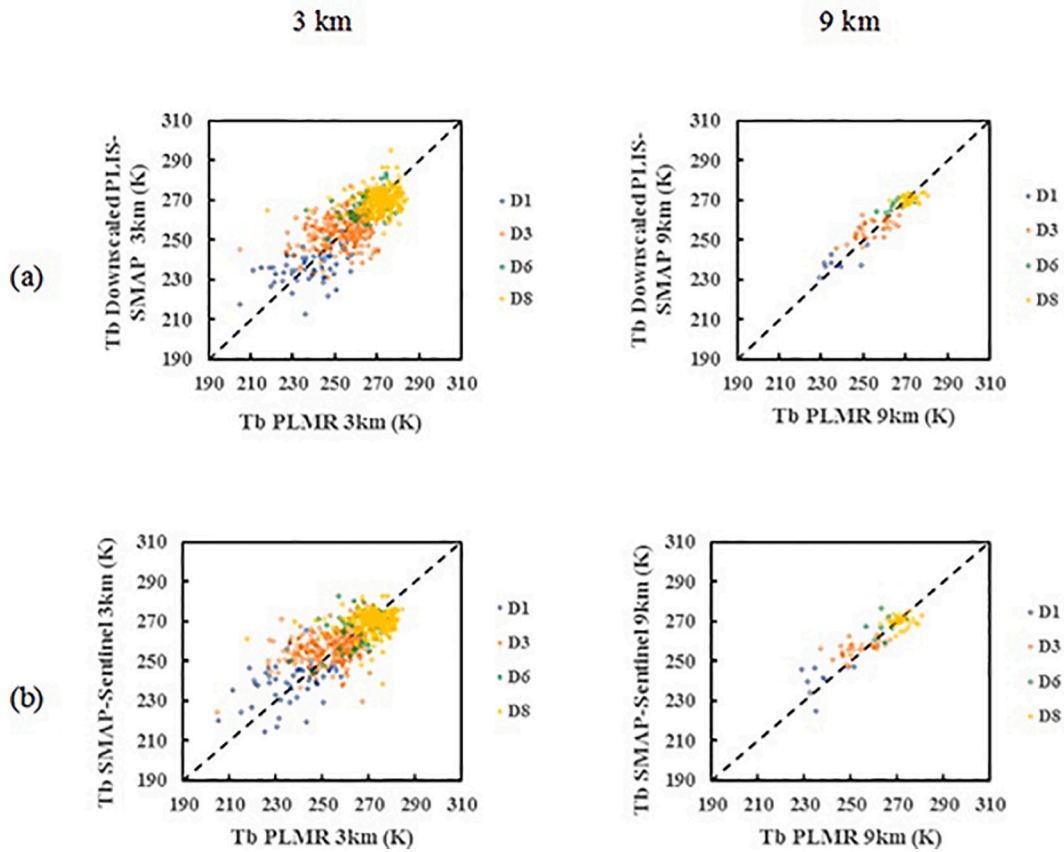 3 km
9 km
(a)
Tb Downscaled PLIS-
SMAP 3km (K)
310
290
270
250
230
210
190
190 210 230 250 270 290 310
Tb PLMR 3km (K)
D1
D3
D6
D8
Tb Downscaled PLIS-
SMAP 9km (K)
310
290
270
250
230
210
190
190 210 230 250 270 290 310
Tb PLMR 9km (K)
D1
D3
D6
D8
(b)
Tb SMAP-Sentinel 3km (K)
310
290
270
250
230
210
190
190 210 230 250 270 290 310
Tb PLMR 3km (K)
D1
D3
D6
D8
Tb SMAP-Sentinel 9km (K)
310
290
270
250
230
210
190
190 210 230 250 270 290 310
Tb PLMR 9km (K)
D1
D3
D6
D8